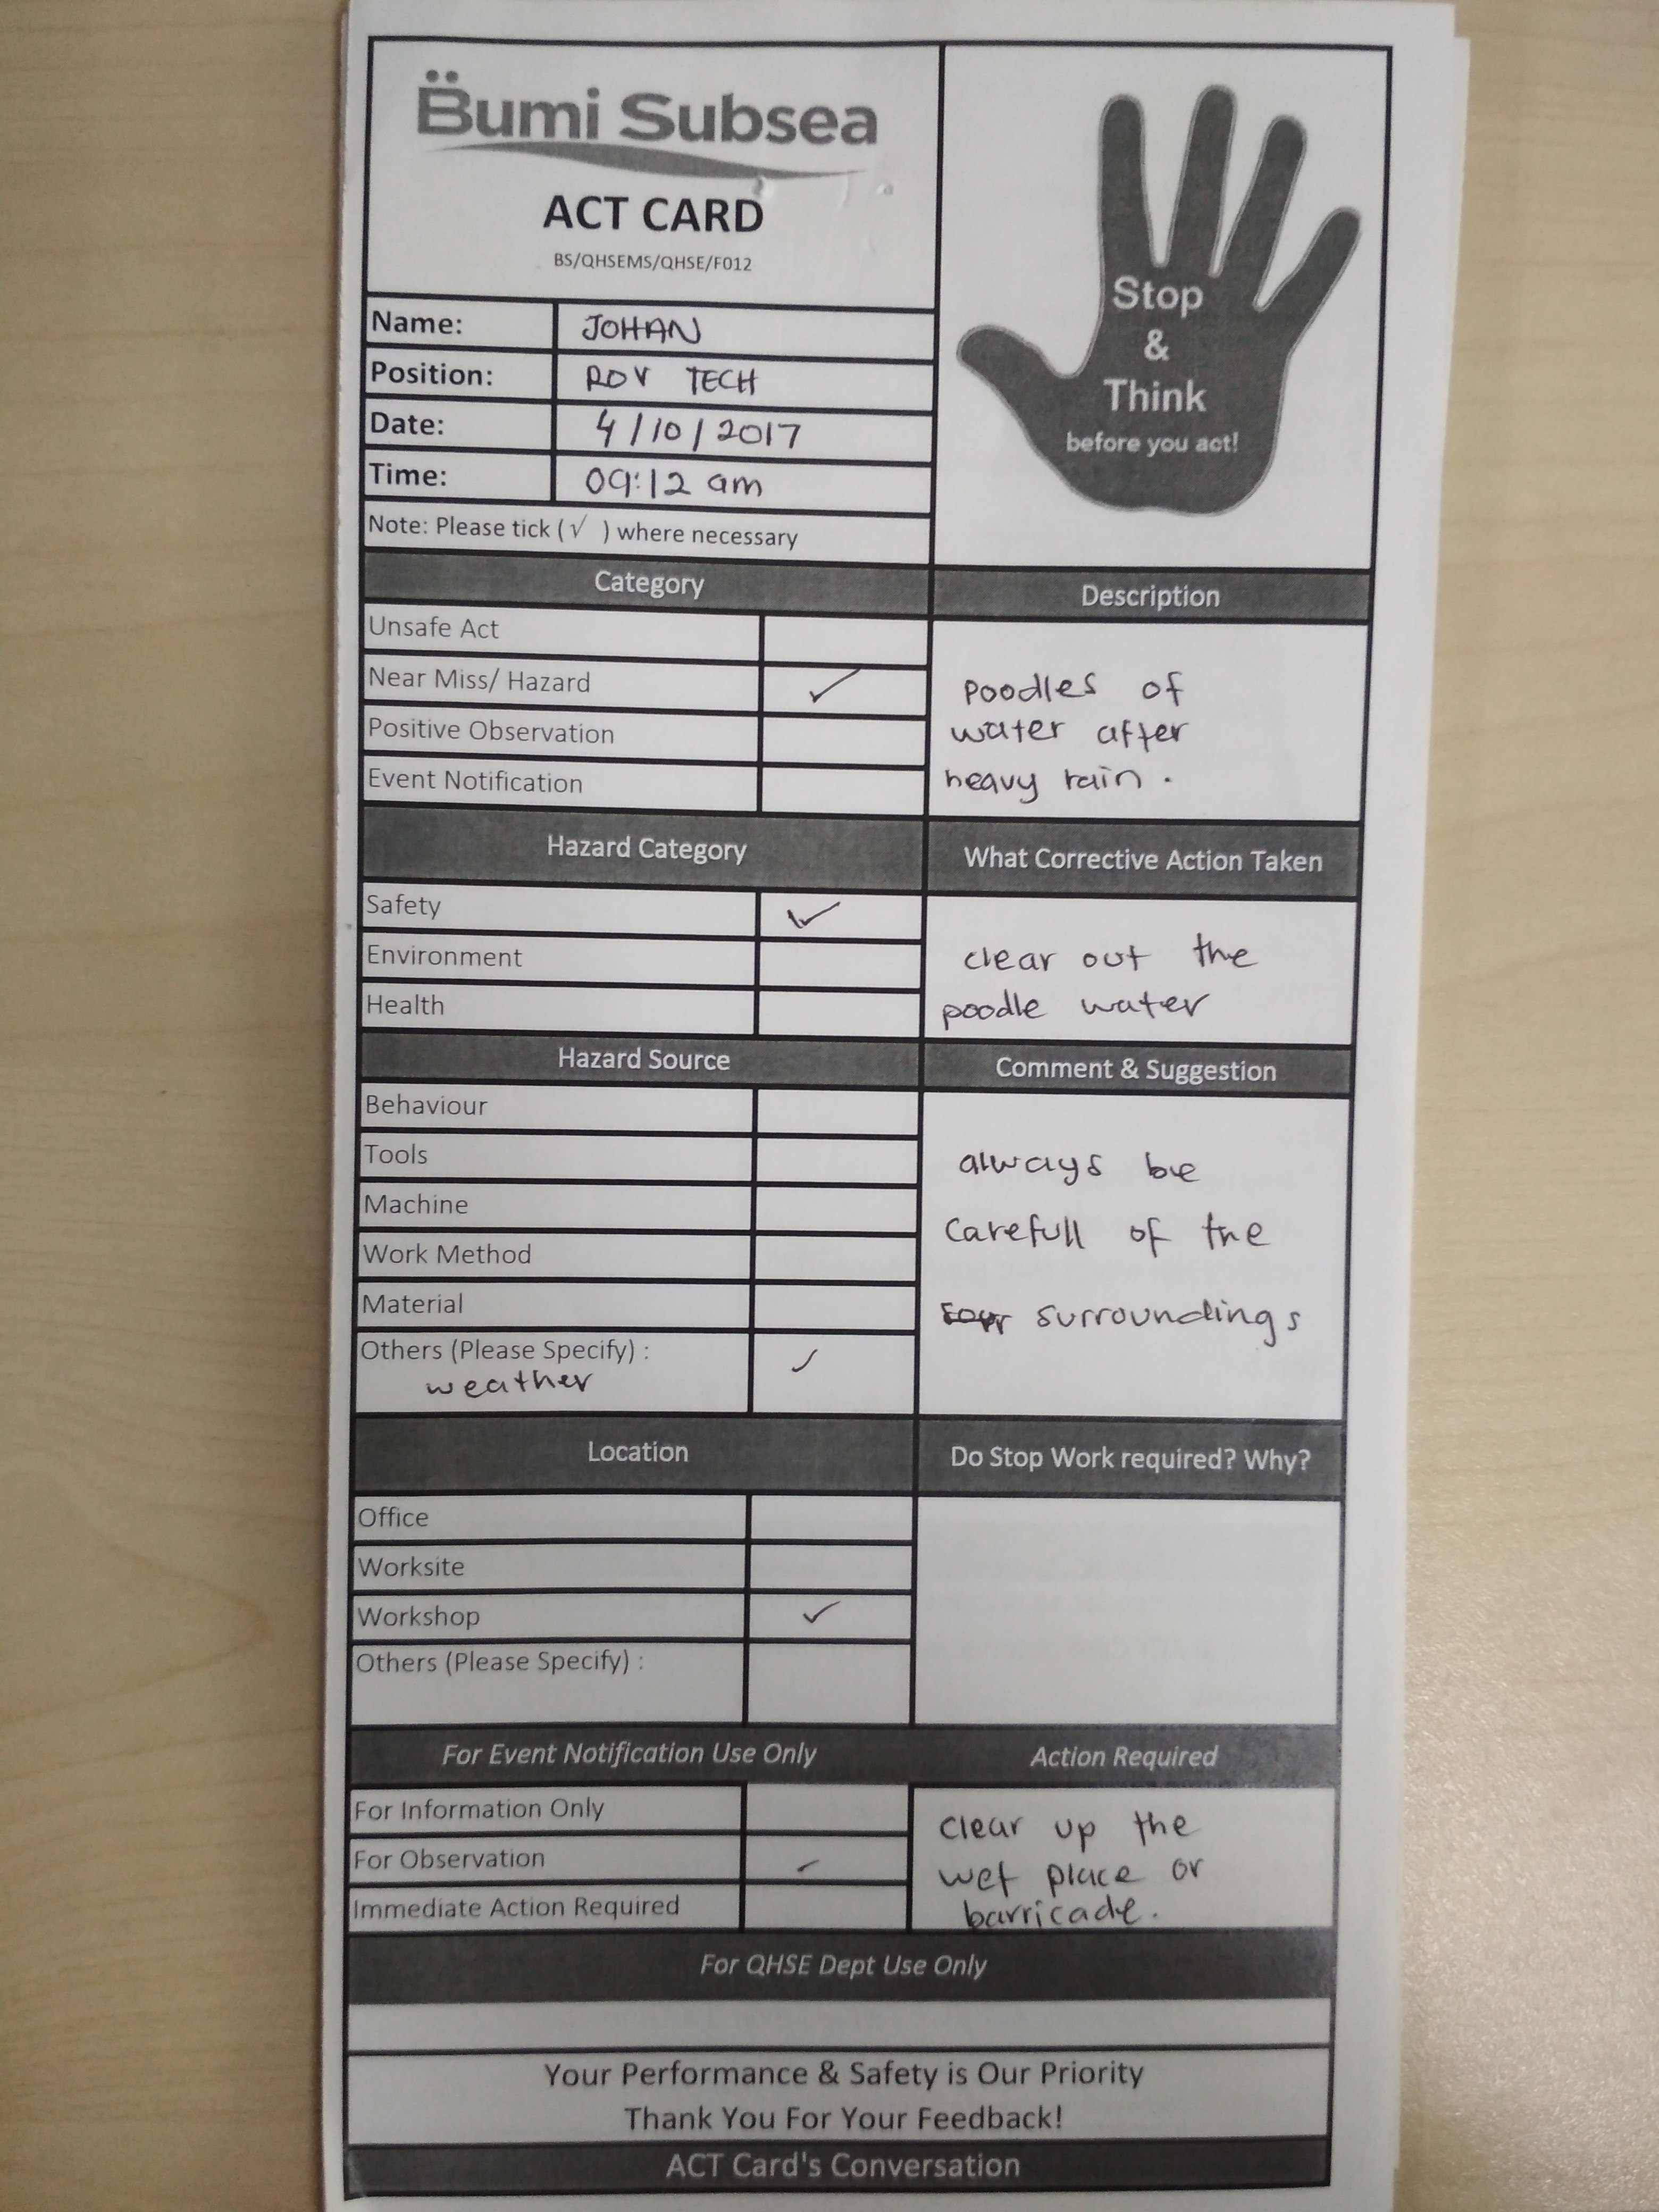 Bumi Subsea
ACT CARD
BS/QHSEMS/QHSE/F012
Stop
&
Think
before you act!
Name: JOHAN
Position: ROV TECH
Date: 4/10/2017
Time: 09:12 am
Note: Please tick (√ ) where necessary
Category
Unsafe Act
Near Miss/ Hazard ✓
Positive Observation
Event Notification
Description
Poodles of
water after
heavy rain.
Hazard Category
Safety ✓
Environment
Health
What Corrective Action Taken
clear out the
poodle water
Hazard Source
Behaviour
Tools
Machine
Work Method
Material
Others (Please Specify) : ✓
weather
Comment & Suggestion
always be
carefull of the
surroundings
Location
Office
Worksite
Workshop ✓
Others (Please Specify) :
Do Stop Work required? Why?
For Event Notification Use Only
For Information Only
For Observation ✓
Immediate Action Required
Action Required
clear up the
wet place or
barricade.
For QHSE Dept Use Only
Your Performance & Safety is Our Priority
Thank You For Your Feedback!
ACT Card's Conversation